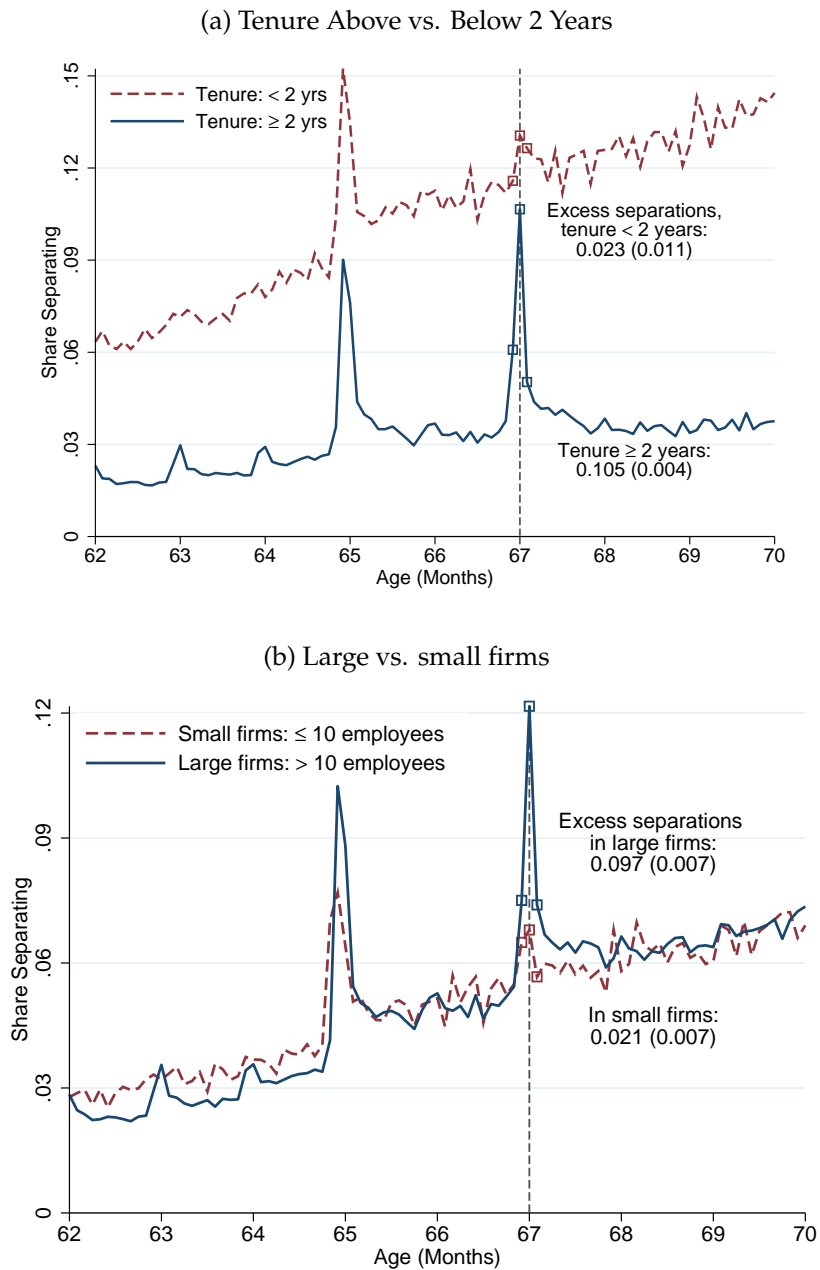 (a) Tenure Above vs. Below 2 Years
Tenure: < 2 yrs
Tenure: ≥ 2 yrs
Share Separating
.15
.12
.09
.06
.03
0
Excess separations,
tenure < 2 years:
0.023 (0.011)
Tenure ≥ 2 years:
0.105 (0.004)
62 63 64 65 66 67 68 69 70
Age (Months)
(b) Large vs. small firms
Small firms: ≤ 10 employees
Large firms: > 10 employees
Share Separating
.12
.09
.06
.03
0
Excess separations
in large firms:
0.097 (0.007)
In small firms:
0.021 (0.007)
62 63 64 65 66 67 68 69 70
Age (Months)